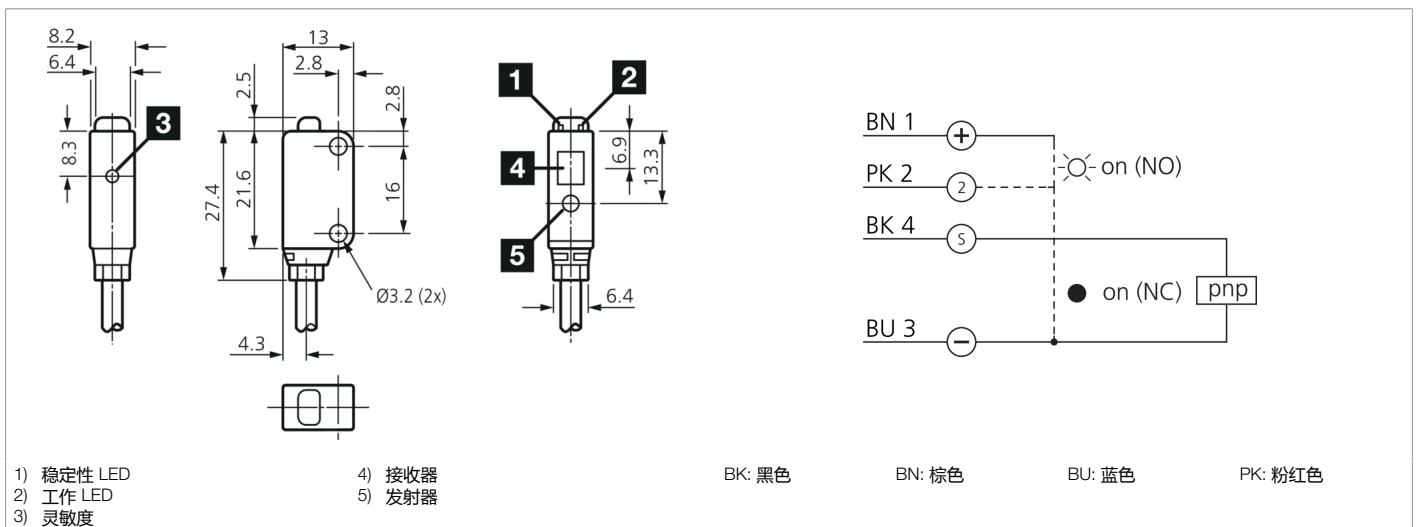 8.2
6.4
8.3
3
13
2.8
2.5
2.8
27.4
21.6
16
Ø3.2 (2x)
4.3
1
2
4
5
6.9
13.3
6.4
BN 1
+
PK 2
2
on (NO)
BK 4
S
on (NC)
pnp
BU 3
−
1) 稳定性 LED
2) 工作 LED
3) 灵敏度
4) 接收器
5) 发射器
BK: 黑色
BN: 棕色
BU: 蓝色
PK: 粉红色